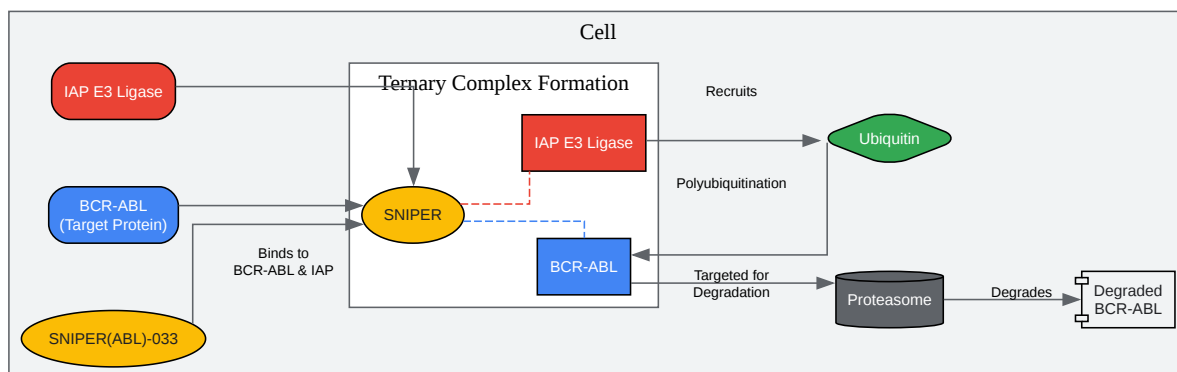 Cell
IAP E3 Ligase
Ternary Complex Formation
Recruits
IAP E3 Ligase
Ubiquitin
Polyubiquitination
BCR-ABL
(Target Protein)
SNIPER
Binds to
BCR-ABL & IAP
BCR-ABL
Targeted for
Degradation
Proteasome
Degrades
Degraded
BCR-ABL
SNIPER(ABL)-033